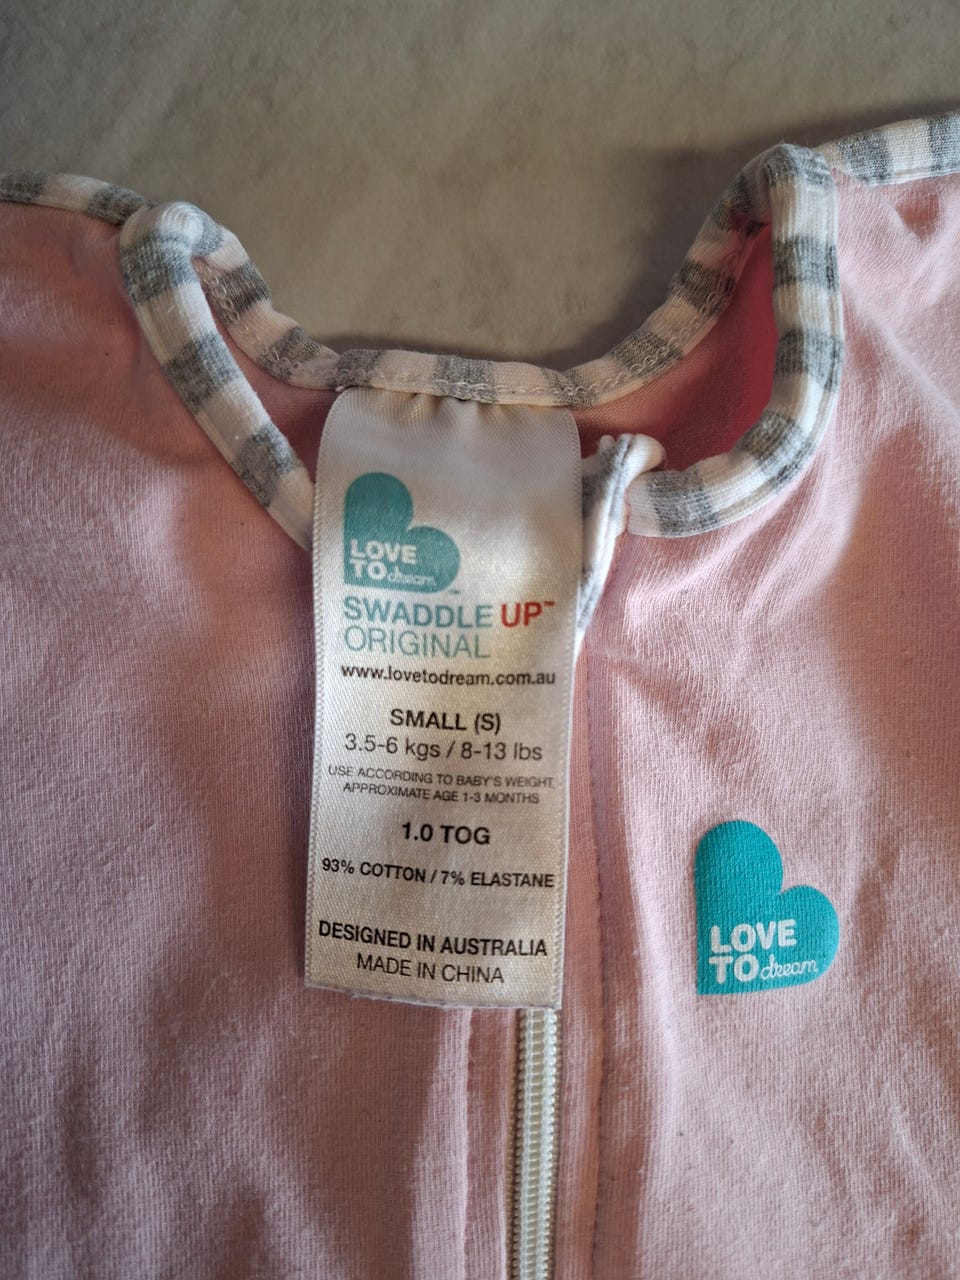 LOVE
TO dream™
SWADDLE UP™
ORIGINAL
www.lovetodream.com.au
SMALL (S)
3.5-6 kgs / 8-13 lbs
USE ACCORDING TO BABY'S WEIGHT,
APPROXIMATE AGE 1-3 MONTHS
1.0 TOG
93% COTTON / 7% ELASTANE
DESIGNED IN AUSTRALIA
MADE IN CHINA
LOVE
TO dream